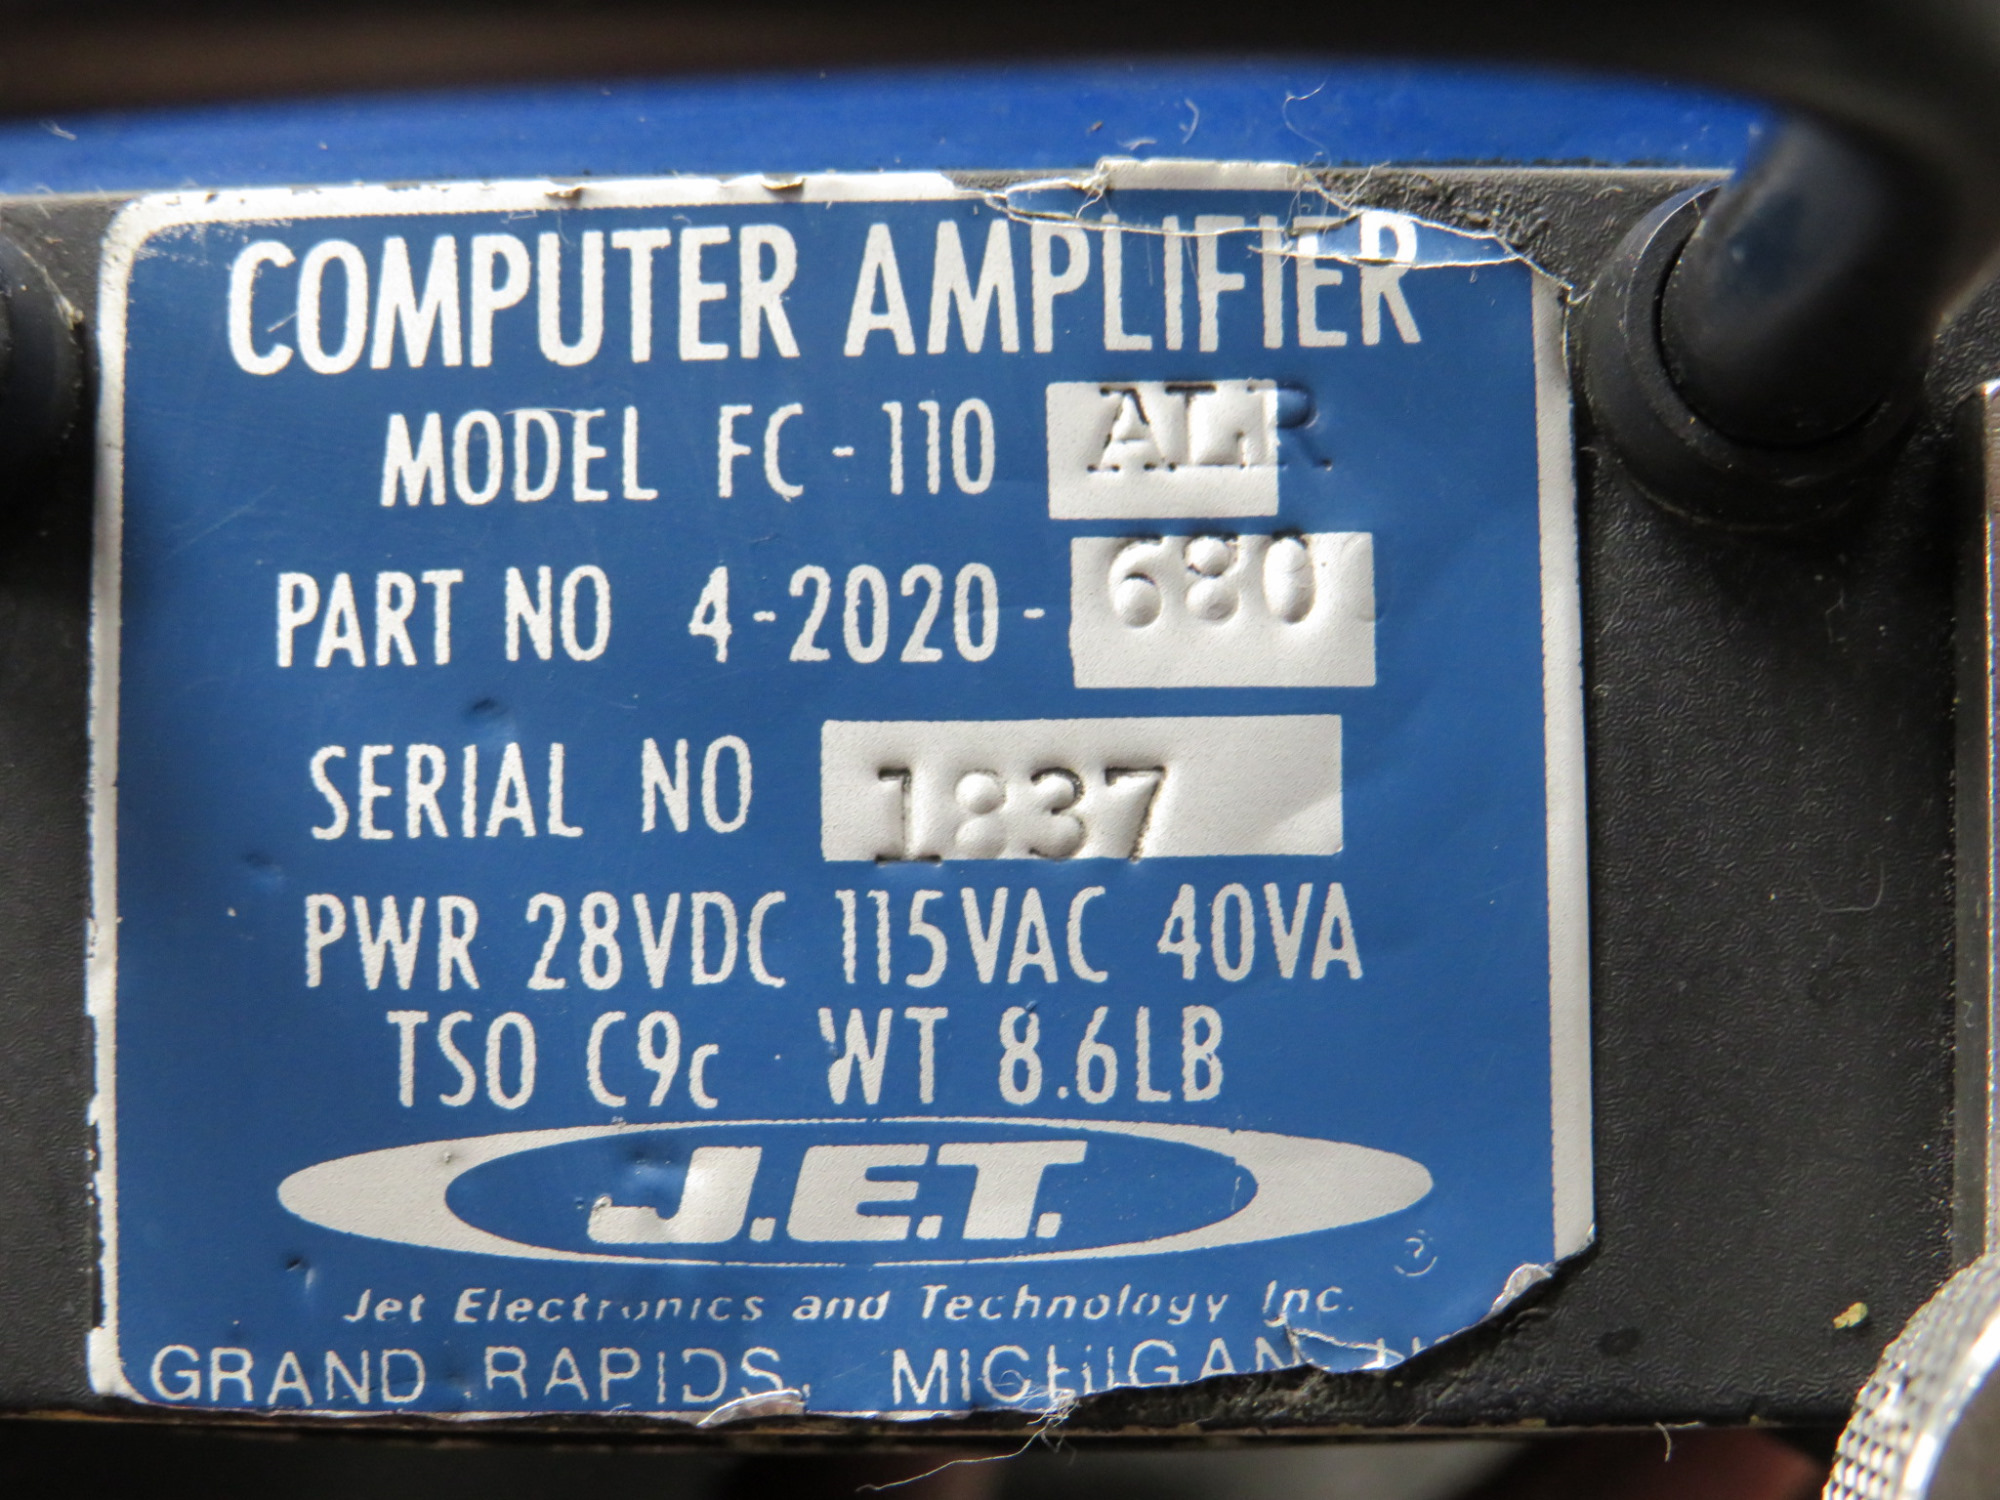 COMPUTER AMPLIFIER
MODEL FC-110 ALR
PART NO 4-2020-680
SERIAL NO 1837
PWR 28VDC 115VAC 40VA
TSO C9c WT 8.6LB
J.E.T.
Jet Electronics and Technology Inc.
GRAND RAPIDS, MICHIGAN